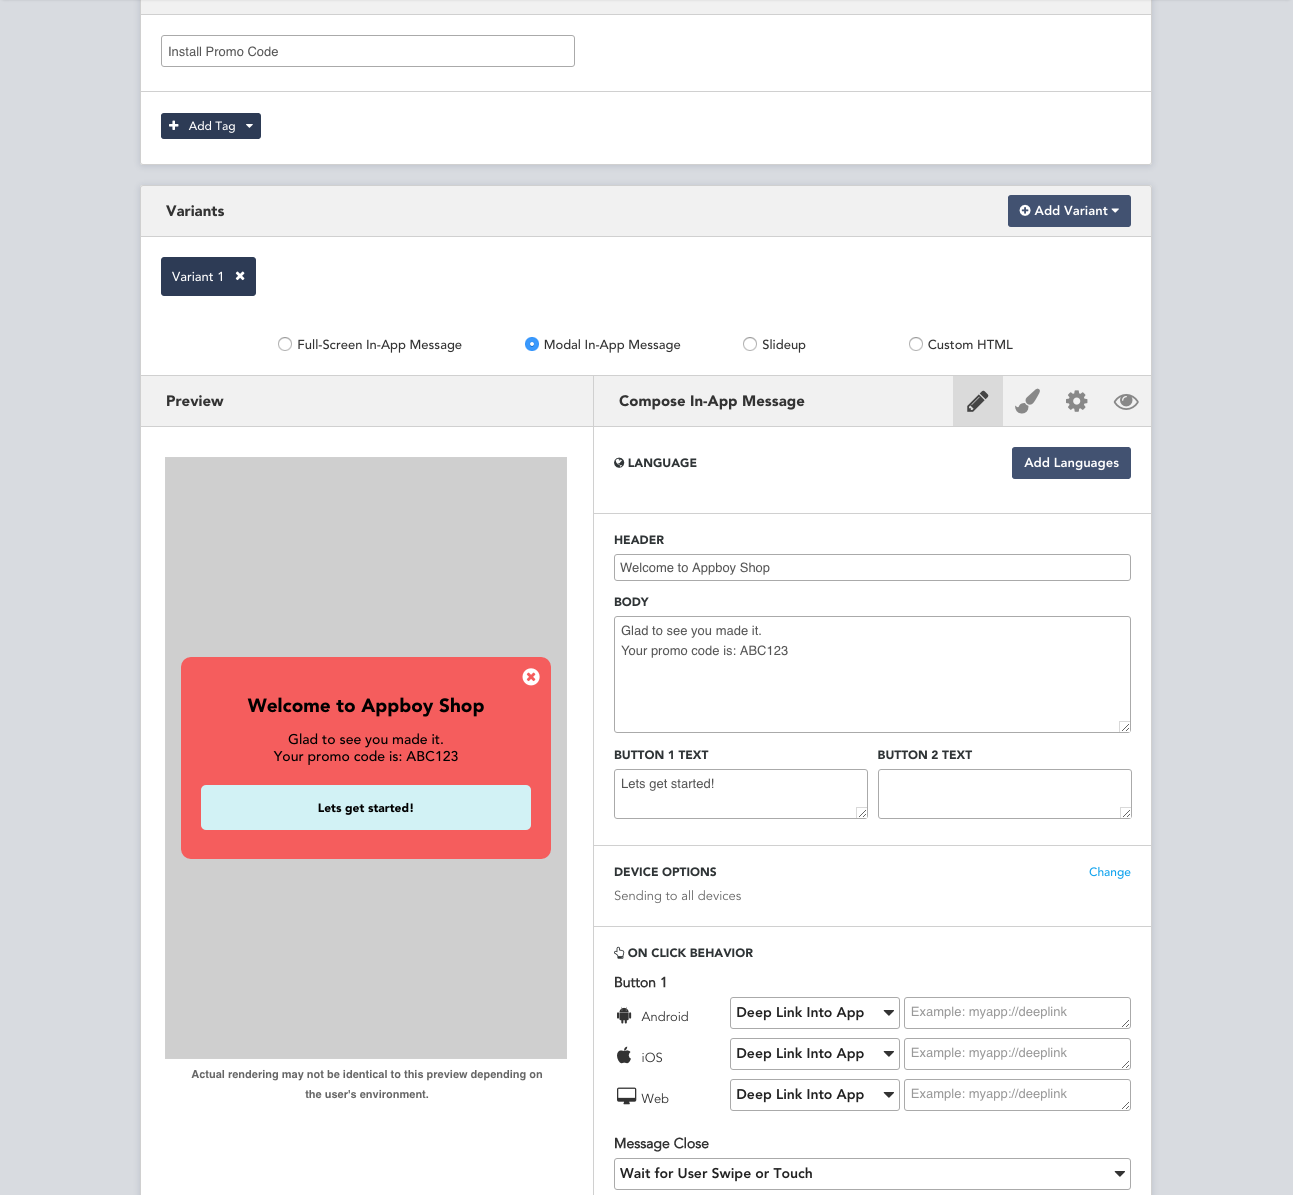 Install Promo Code
Add Tag
Variants
Add Variant
Variant 1
Full-Screen In-App Message
Modal In-App Message
Slideup
Custom HTML
Preview
Compose In-App Message
LANGUAGE
Add Languages
HEADER
Welcome to Appboy Shop
BODY
Glad to see you made it.
Your promo code is: ABC123
Welcome to Appboy Shop
Glad to see you made it.
Your promo code is: ABC123
Lets get started!
BUTTON 1 TEXT
BUTTON 2 TEXT
Lets get started!
DEVICE OPTIONS
Change
Sending to all devices
ON CLICK BEHAVIOR
Button 1
Android
Deep Link Into App
Example: myapp://deeplink
iOS
Deep Link Into App
Example: myapp://deeplink
Web
Deep Link Into App
Example: myapp://deeplink
Actual rendering may not be identical to this preview depending on
the user's environment.
Message Close
Wait for User Swipe or Touch